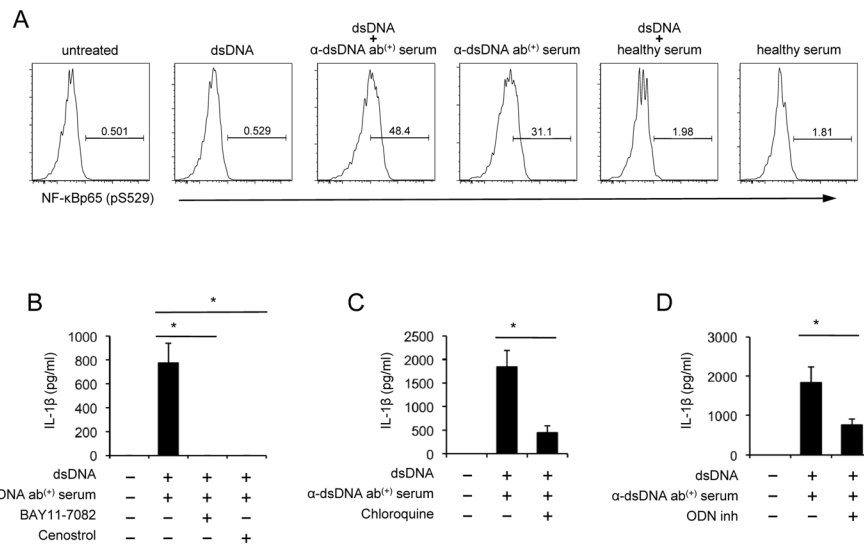 A
untreated
dsDNA
dsDNA
+
α-dsDNA ab(+) serum
α-dsDNA ab(+) serum
dsDNA
+
healthy serum
healthy serum
0.501
0.529
48.4
31.1
1.98
1.81
NF-κBp65 (pS529)
B
*
*
1000
800
600
400
200
0
IL-1β (pg/ml)
dsDNA − + + +
DNA ab(+) serum − + + +
BAY11-7082 − − + −
Cenostrol − − − +
C
*
2500
2000
1500
1000
500
0
IL-1β (pg/ml)
dsDNA − + +
α-dsDNA ab(+) serum − + +
Chloroquine − − +
D
*
3000
2000
1000
0
IL-1β (pg/ml)
dsDNA − + +
α-dsDNA ab(+) serum − + +
ODN inh − − +